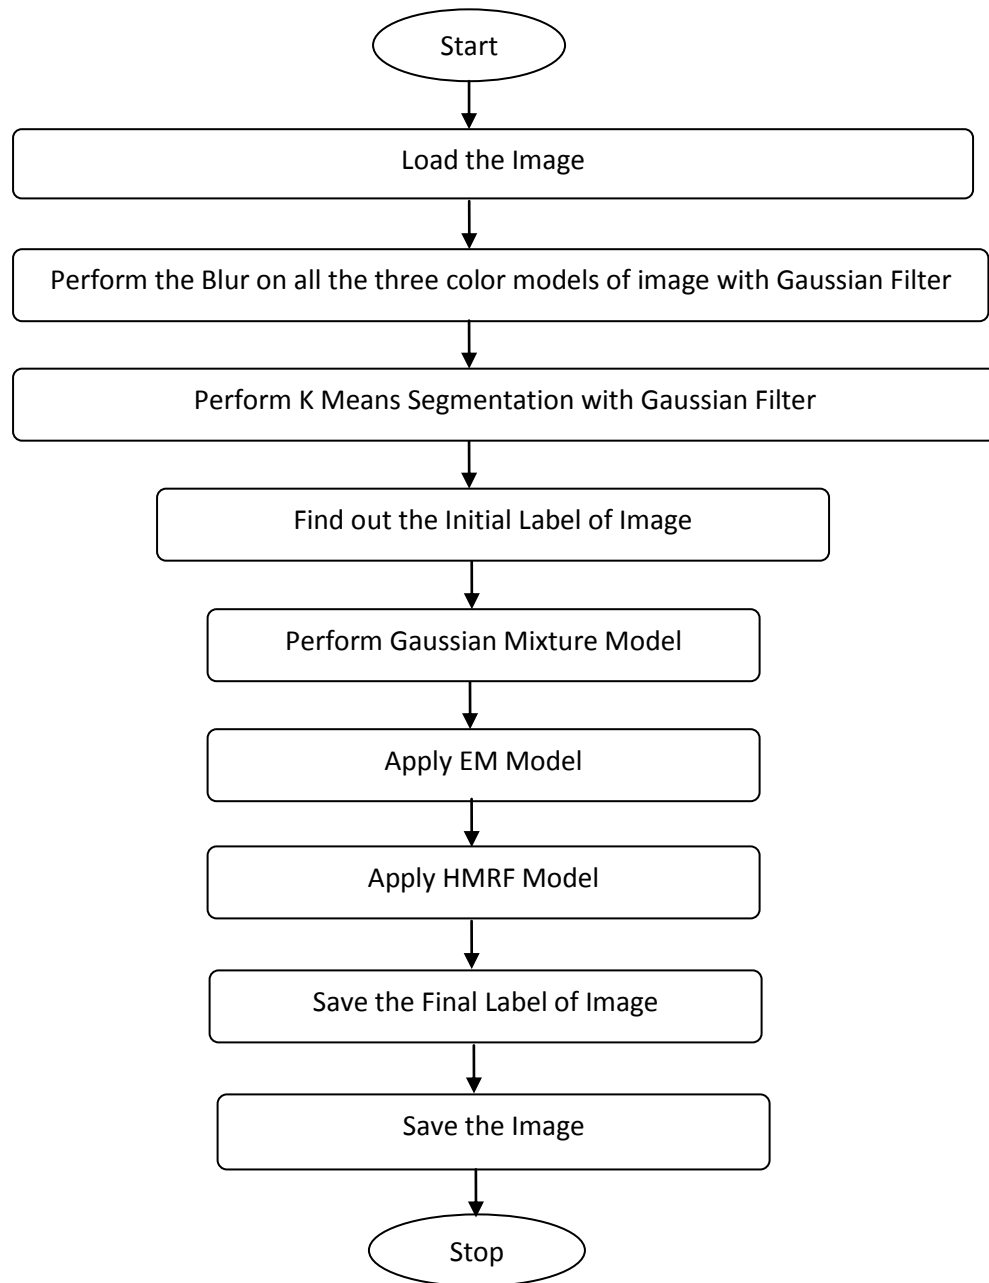 Start
Load the Image
Perform the Blur on all the three color models of image with Gaussian Filter
Perform K Means Segmentation with Gaussian Filter
Find out the Initial Label of Image
Perform Gaussian Mixture Model
Apply EM Model
Apply HMRF Model
Save the Final Label of Image
Save the Image
Stop